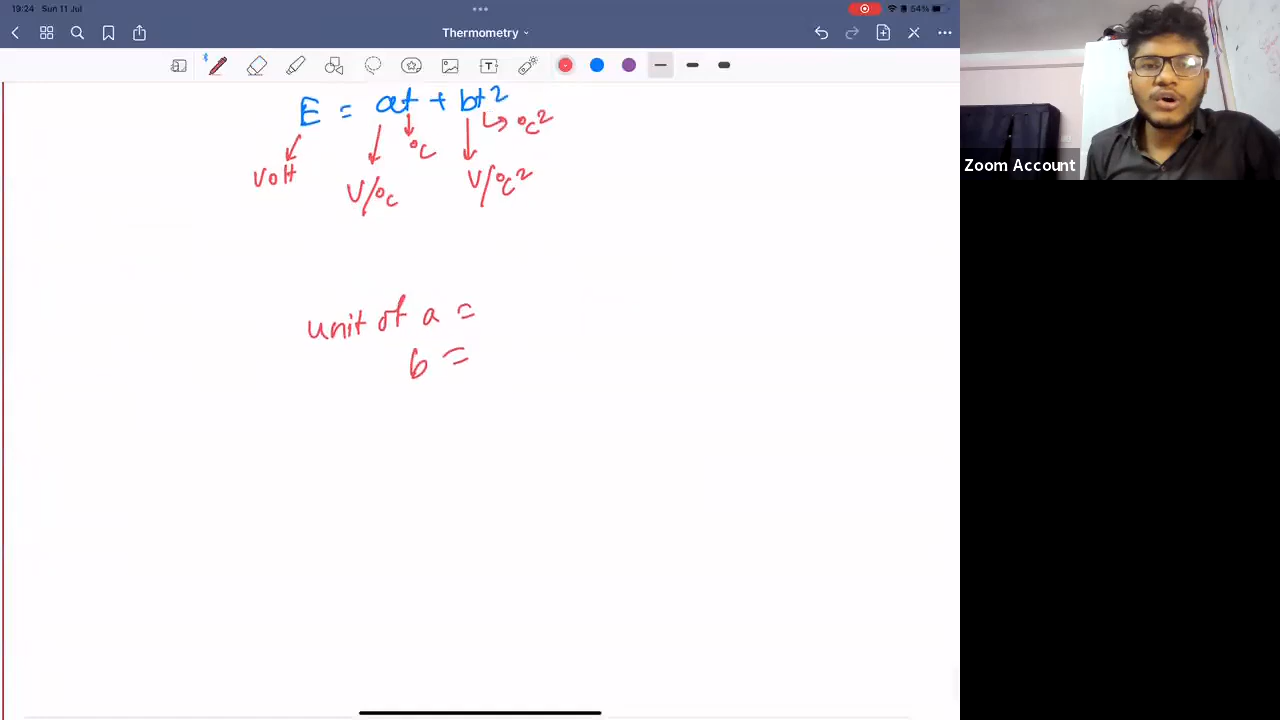 19:24 Sun 11 Jul
54%
Thermometry
E = at + bt2
°C2
°C
Volt
V/°C
V/°C2
Zoom Account
unit of a =
b =